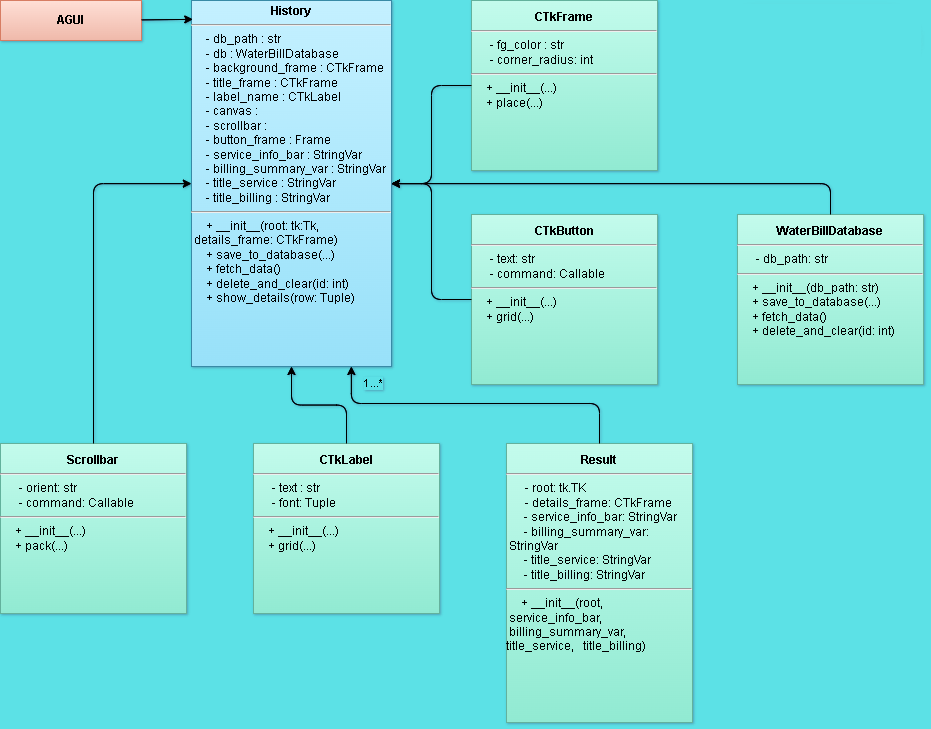 AGUI
History
- db_path : str
- db : WaterBillDatabase
- background_frame : CTkFrame
- title_frame : CTkFrame
- label_name : CTkLabel
- canvas :
- scrollbar :
- button_frame : Frame
- service_info_bar : StringVar
- billing_summary_var : StringVar
- title_service : StringVar
- title_billing : StringVar
+ __init__(root: tk:Tk,
details_frame: CTkFrame)
+ save_to_database(...)
+ fetch_data()
+ delete_and_clear(id: int)
+ show_details(row: Tuple)
CTkFrame
- fg_color : str
- corner_radius: int
+ __init__(...)
+ place(...)
CTkButton
- text: str
- command: Callable
+ __init__(...)
+ grid(...)
WaterBillDatabase
- db_path: str
+ __init__(db_path: str)
+ save_to_database(...)
+ fetch_data()
+ delete_and_clear(id: int)
1...*
Scrollbar
- orient: str
- command: Callable
+ __init__(...)
+ pack(...)
CTkLabel
- text : str
- font: Tuple
+ __init__(...)
+ grid(...)
Result
- root: tk.TK
- details_frame: CTkFrame
- service_info_bar: StringVar
- billing_summary_var:
StringVar
- title_service: StringVar
- title_billing: StringVar
+ __init__(root,
service_info_bar,
billing_summary_var,
title_service, title_billing)